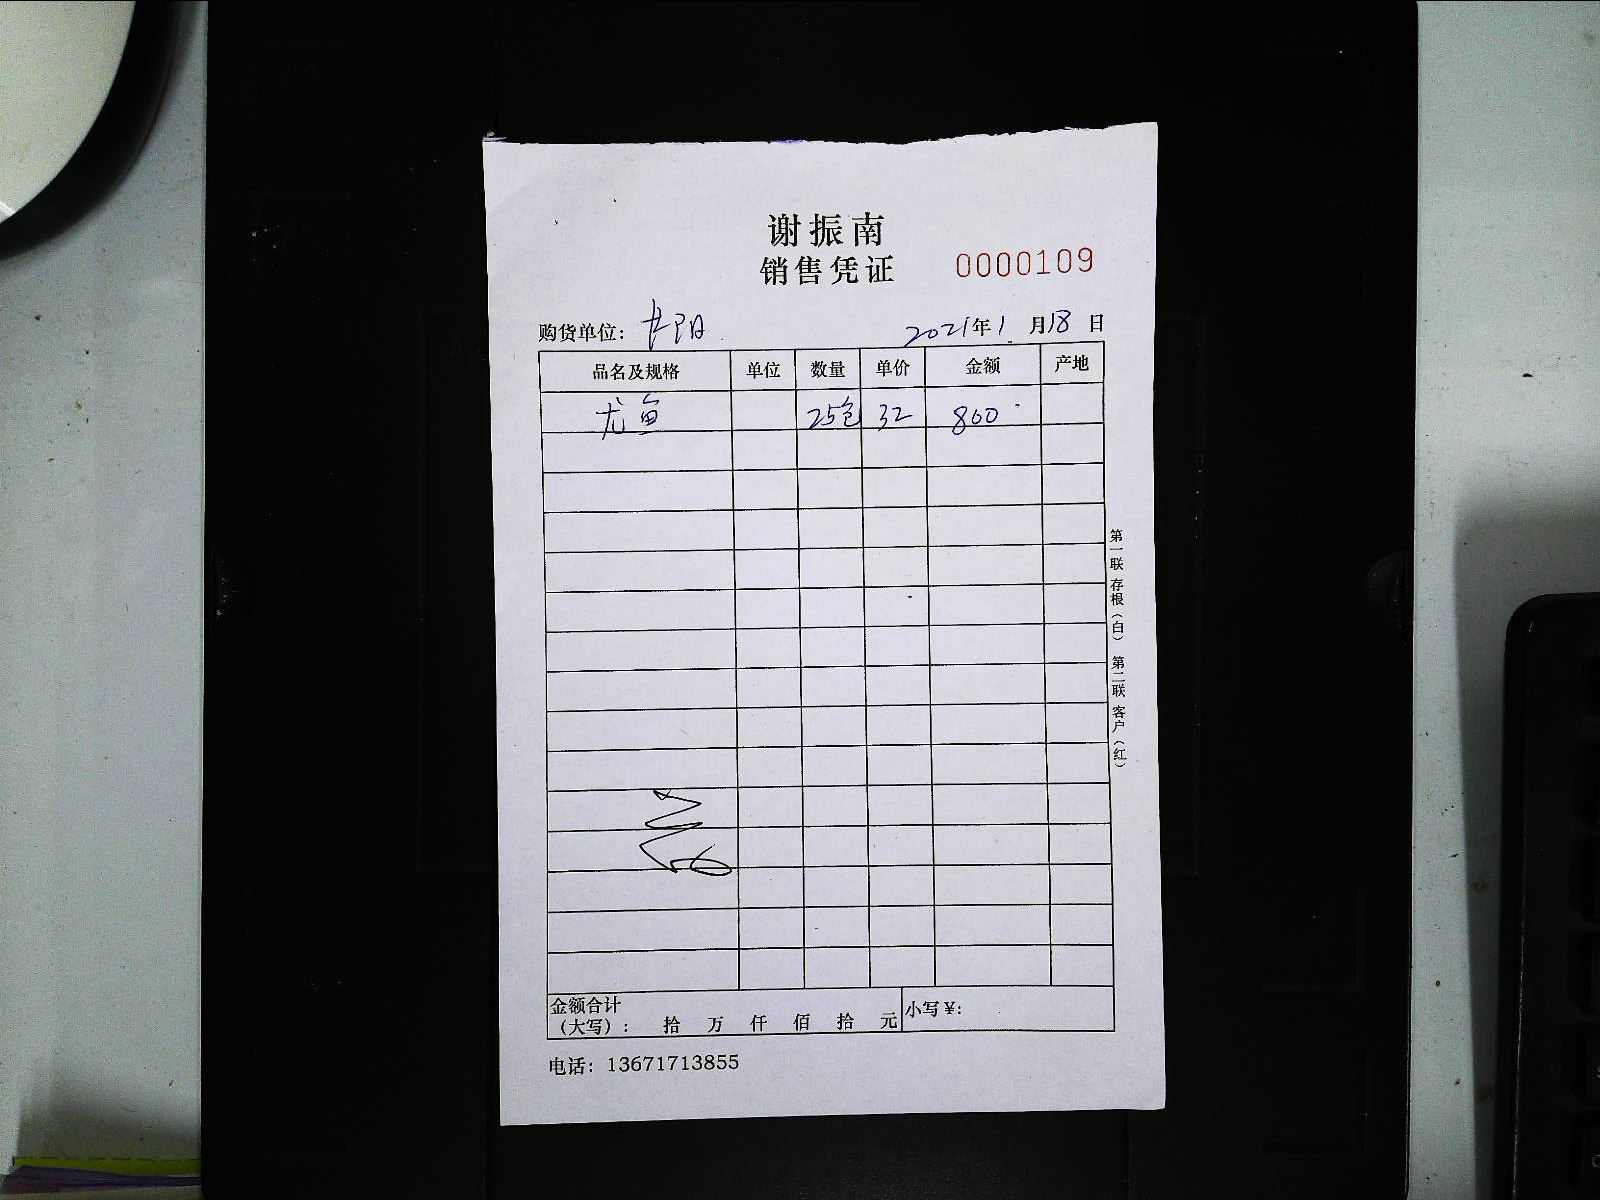 谢振南
销售凭证 0000109
购货单位: 阳 2021年1月18日
品名及规格 单位 数量 单价 金额 产地
尤鱼 25包 32 800
第一联 存根(白) 第二联 客户(红)
金额合计
(大写): 拾 万 仟 佰 拾 元 小写¥:
电话: 13671713855